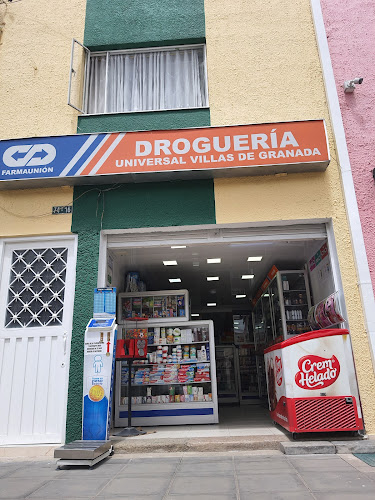 DROGUERÍA
UNIVERSAL VILLAS DE GRANADA
FARMAUNIÓN
Crem
Helado